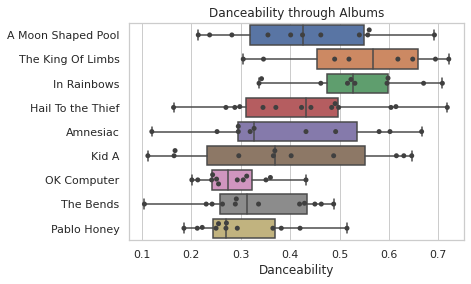 Danceability through Albums
A Moon Shaped Pool
The King Of Limbs
In Rainbows
Hail To the Thief
Amnesiac
Kid A
OK Computer
The Bends
Pablo Honey
0.1 0.2 0.3 0.4 0.5 0.6 0.7
Danceability